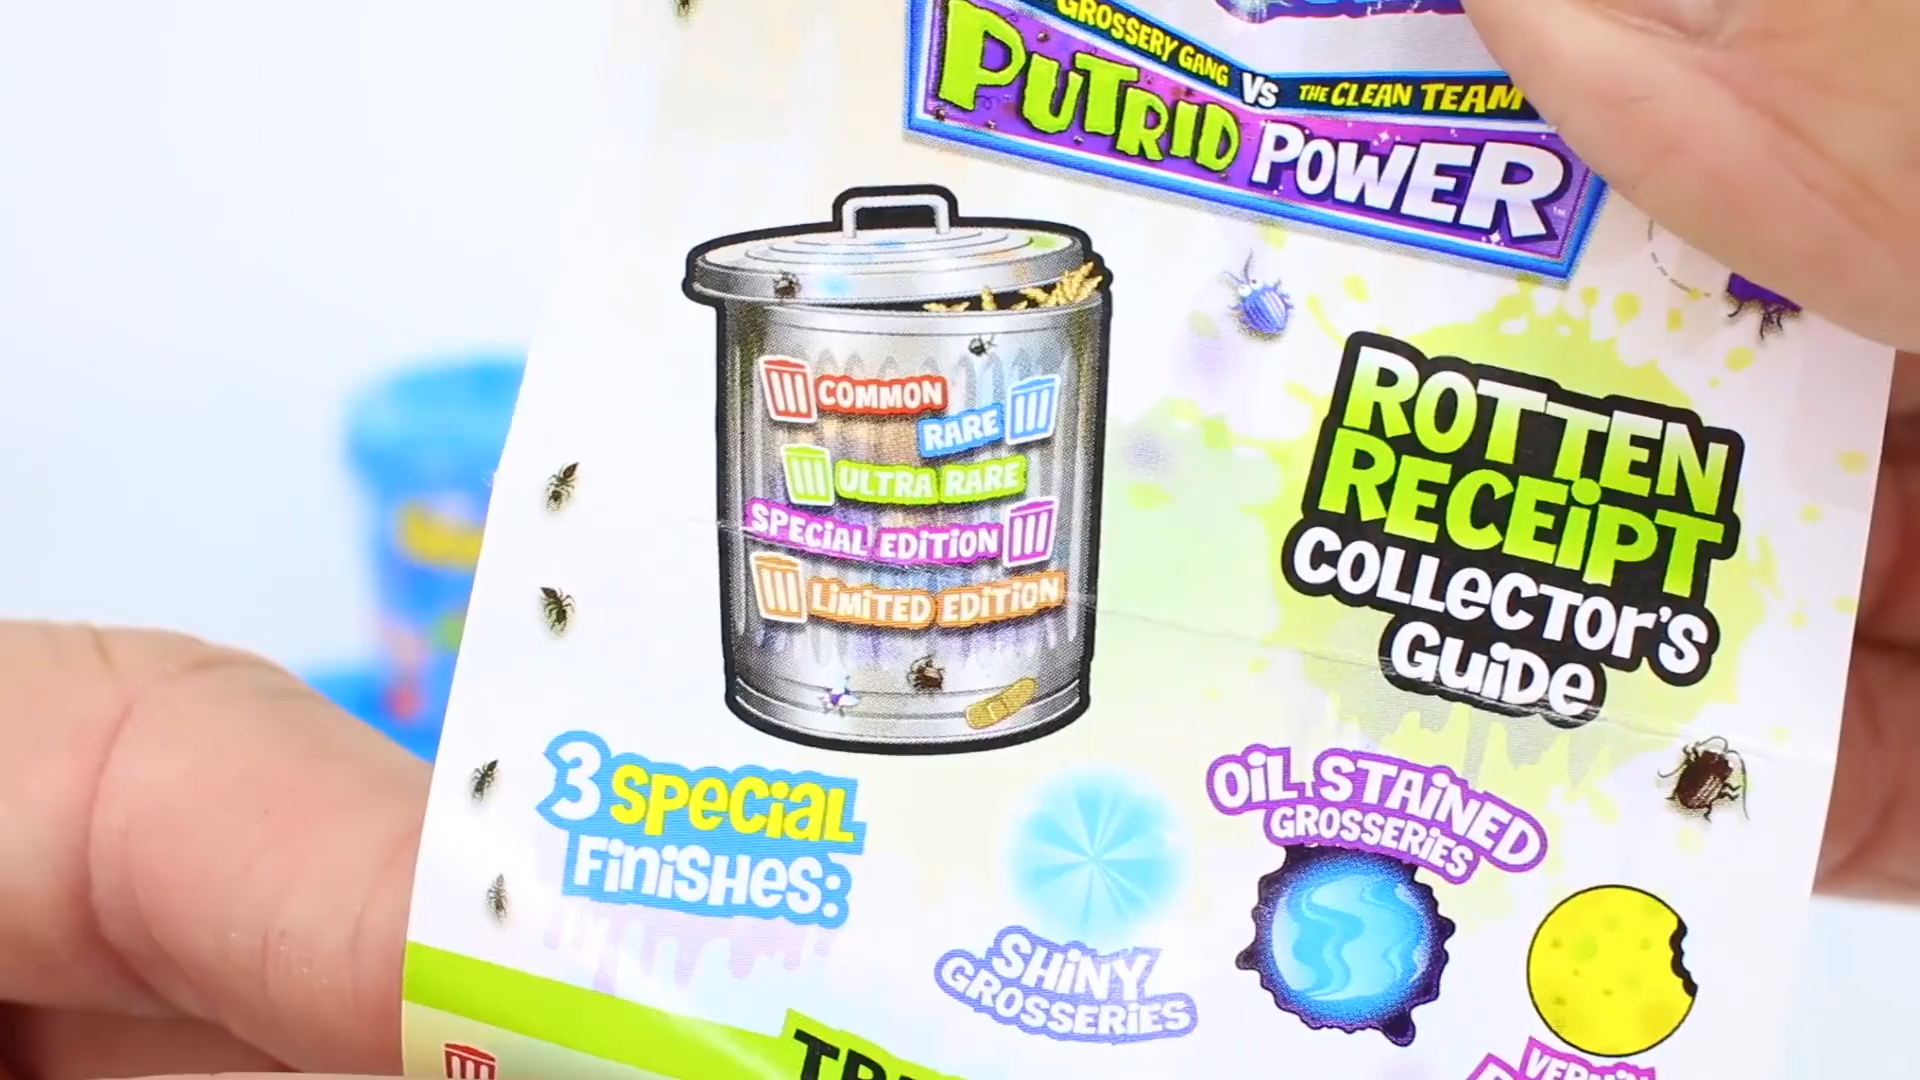 GROSSERY GANG VS THE CLEAN TEAM
PUTRID POWER
COMMON
RARE
ULTRA RARE
SPECIAL EDITION
LIMITED EDITION
ROTTEN
RECEIPT
COLLECTOR'S
GUIDE
3 SPECIAL
FINISHES:
SHINY
GROSSERIES
OIL STAINED
GROSSERIES